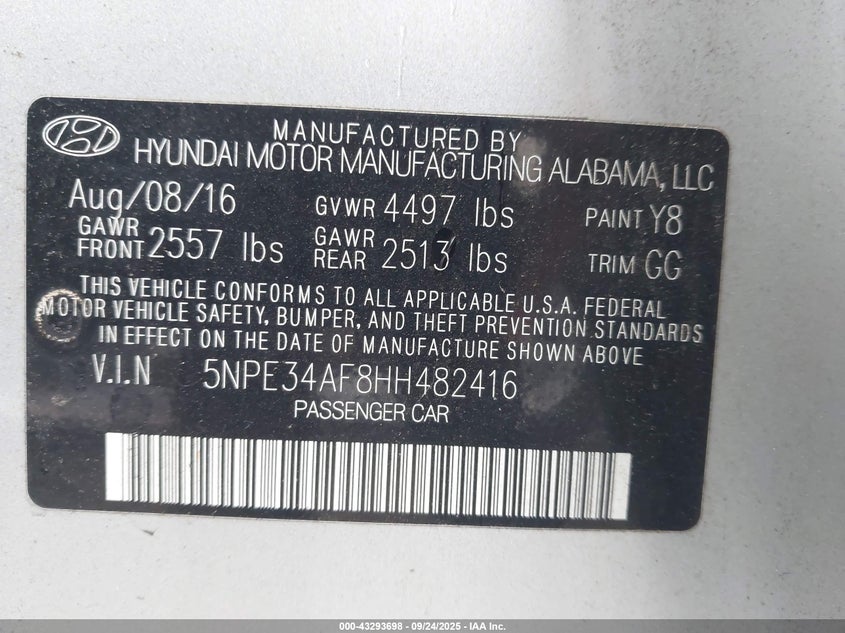 MANUFACTURED BY
HYUNDAI MOTOR MANUFACTURING ALABAMA, LLC
Aug/08/16 GVWR 4497 lbs PAINT Y8
GAWR FRONT 2557 lbs GAWR REAR 2513 lbs TRIM GG
THIS VEHICLE CONFORMS TO ALL APPLICABLE U.S.A. FEDERAL
MOTOR VEHICLE SAFETY, BUMPER, AND THEFT PREVENTION STANDARDS
IN EFFECT ON THE DATE OF MANUFACTURE SHOWN ABOVE
V.I.N 5NPE34AF8HH482416
PASSENGER CAR
000-43293698 - 09/24/2025 - IAA Inc.